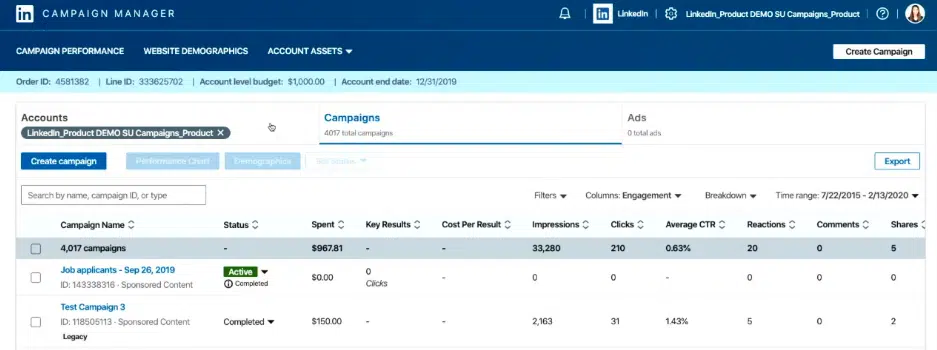 in CAMPAIGN MANAGER
in LinkedIn | LinkedIn_Product DEMO SU Campaigns_Product | ?
CAMPAIGN PERFORMANCE WEBSITE DEMOGRAPHICS ACCOUNT ASSETS Create Campaign
Order ID: 4581382 | Line ID: 333625702 | Account level budget: $1,000.00 | Account end date: 12/31/2019
Accounts Campaigns Ads
LinkedIn_Product DEMO SU Campaigns_Product × 4017 total campaigns 0 total ads
Create campaign Performance Chart Demographics Export
Search by name, campaign ID, or type Filters Columns: Engagement Breakdown Time range: 7/22/2015 - 2/13/2020
Campaign Name Status Spent Key Results Cost Per Result Impressions Clicks Average CTR Reactions Comments Shares
4,017 campaigns - $967.81 - - 33,280 210 0.63% 20 0 5
Job applicants - Sep 26, 2019 Active $0.00 0 - 0 0 - 0 0 0
ID: 143338316 - Sponsored Content Completed Clicks
Test Campaign 3
ID: 118505113 - Sponsored Content Completed $150.00 - - 2,163 31 1.43% 5 0 2
Legacy